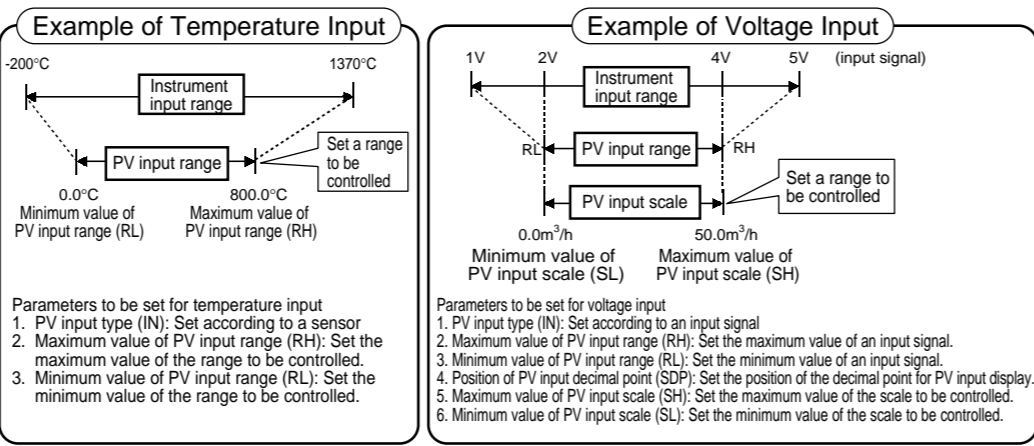 Example of Temperature Input
-200°C
1370°C
Instrument
input range
PV input range
Set a range
to be
controlled
0.0°C
800.0°C
Minimum value of
PV input range (RL)
Maximum value of
PV input range (RH)
Parameters to be set for temperature input
1. PV input type (IN): Set according to a sensor
2. Maximum value of PV input range (RH): Set the
maximum value of the range to be controlled.
3. Minimum value of PV input range (RL): Set the
minimum value of the range to be controlled.
Example of Voltage Input
1V
2V
4V
5V
(input signal)
Instrument
input range
RL
PV input range
RH
PV input scale
Set a range to
be controlled
0.0m³/h
50.0m³/h
Minimum value of
PV input scale (SL)
Maximum value of
PV input scale (SH)
Parameters to be set for voltage input
1. PV input type (IN): Set according to an input signal
2. Maximum value of PV input range (RH): Set the maximum value of an input signal.
3. Minimum value of PV input range (RL): Set the minimum value of an input signal.
4. Position of PV input decimal point (SDP): Set the position of the decimal point for PV input display.
5. Maximum value of PV input scale (SH): Set the maximum value of the scale to be controlled.
6. Minimum value of PV input scale (SL): Set the minimum value of the scale to be controlled.